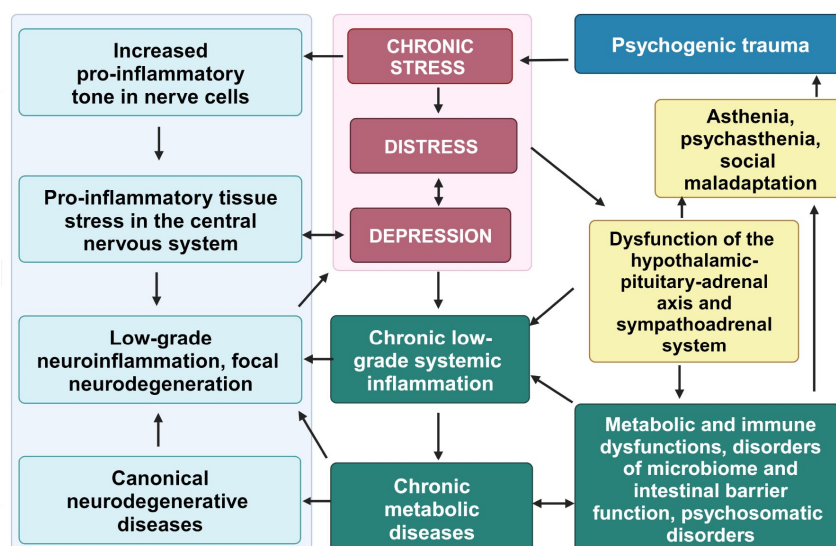 Increased
pro-inflammatory
tone in nerve cells
CHRONIC
STRESS
Psychogenic trauma
DISTRESS
Asthenia,
psychasthenia,
social
maladaptation
Pro-inflammatory tissue
stress in the central
nervous system
DEPRESSION
Dysfunction of the
hypothalamic-
pituitary-adrenal
axis and
sympathoadrenal
system
Low-grade
neuroinflammation, focal
neurodegeneration
Chronic low-
grade systemic
inflammation
Canonical
neurodegenerative
diseases
Chronic
metabolic
diseases
Metabolic and immune
dysfunctions, disorders
of microbiome and
intestinal barrier
function, psychosomatic
disorders